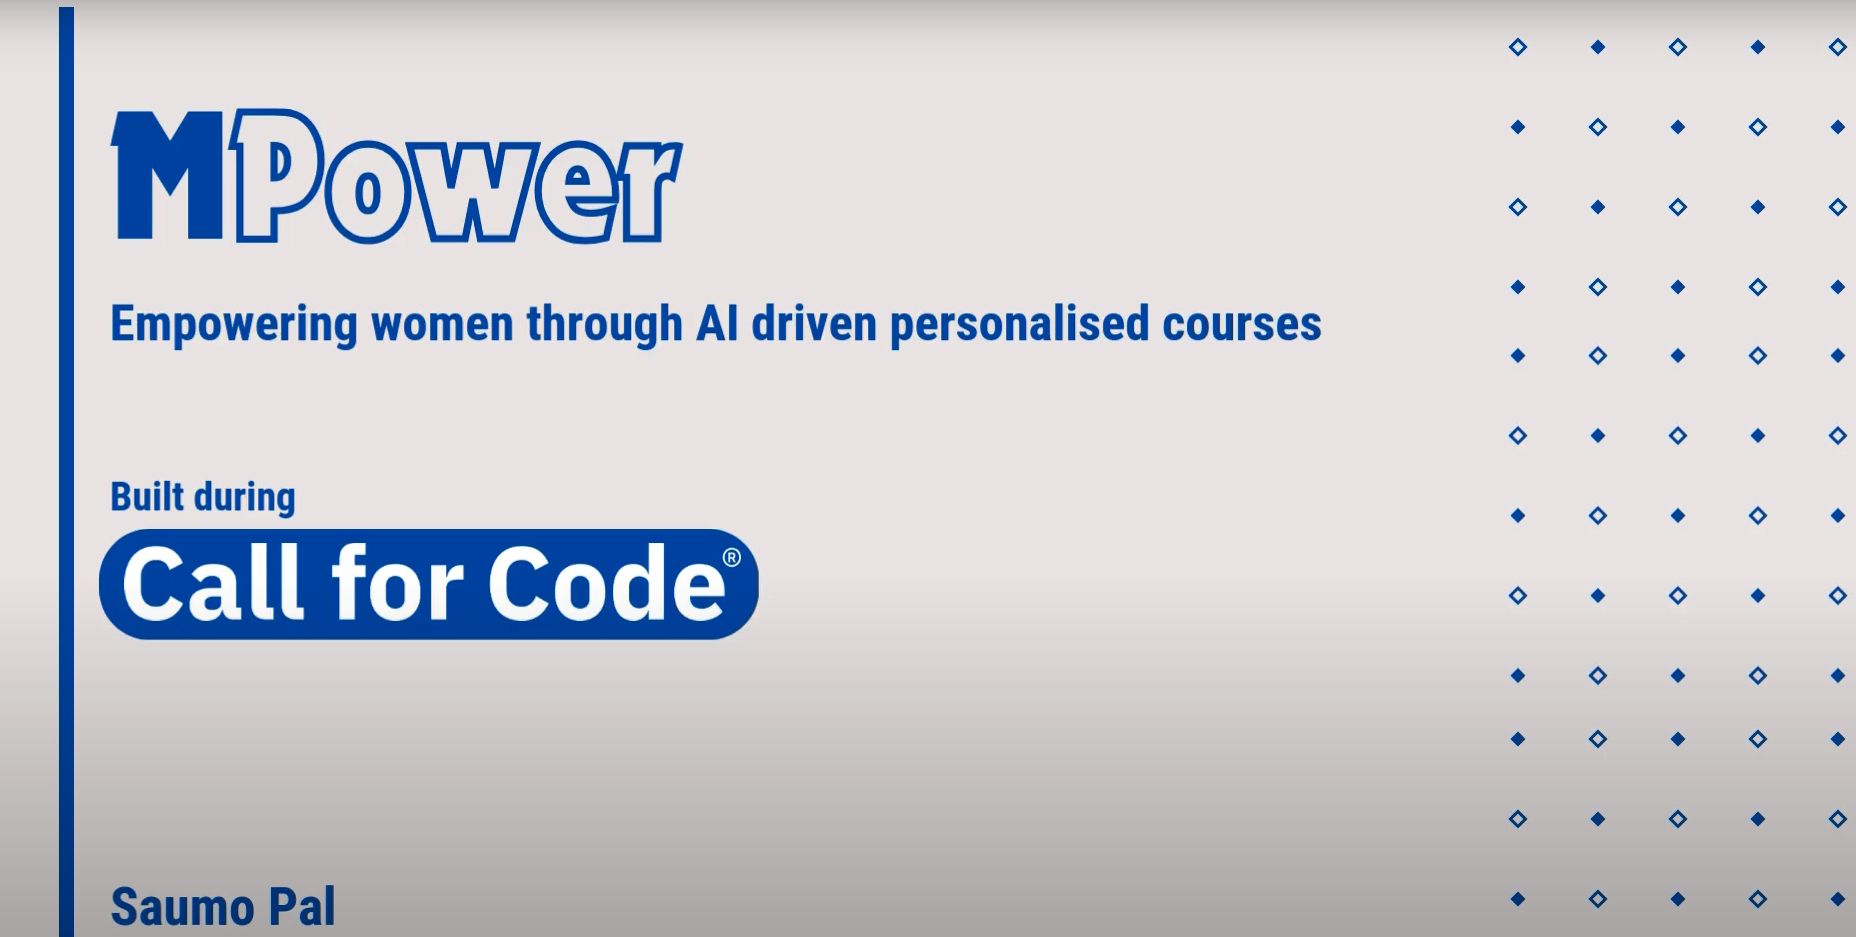 MPower
Empowering women through AI driven personalised courses
Built during
Call for Code®
Saumo Pal